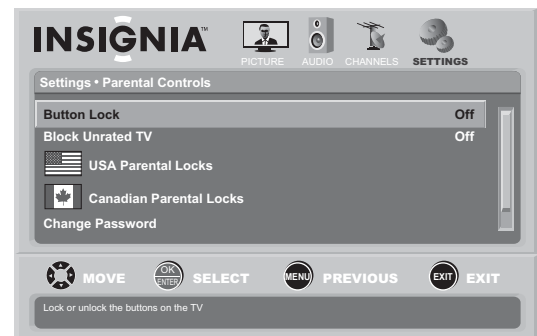 INSIGNIA™
PICTURE AUDIO CHANNELS SETTINGS
Settings • Parental Controls
Button Lock Off
Block Unrated TV Off
USA Parental Locks
Canadian Parental Locks
Change Password
MOVE OK ENTER SELECT MENU PREVIOUS EXIT EXIT
Lock or unlock the buttons on the TV